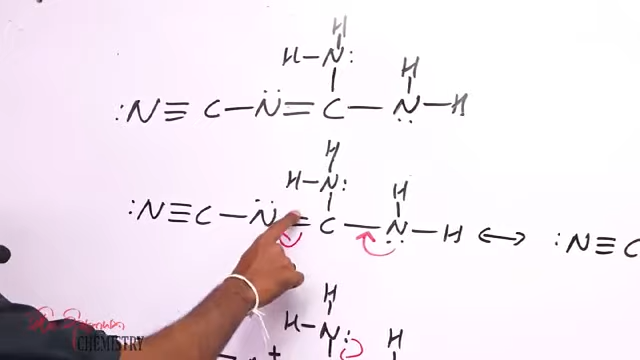 H
H–N: H
:N≡C–N̈=C–N̈–H
H
H–N: H
:N≡C–N̈=C–N̈–H ↔ :N≡C
H
H–N: H
+
CHEMISTRY